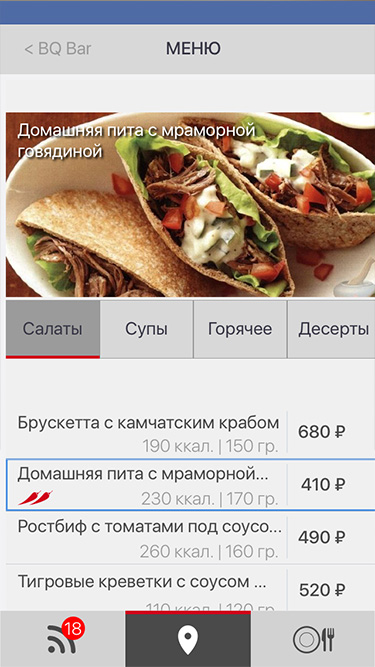 < BQ Bar МЕНЮ
Домашняя пита с мраморной
говядиной
Салаты Супы Горячее Десерты
Брускетта с камчатским крабом 680 ₽
190 ккал. | 150 гр.
Домашняя пита с мраморной... 410 ₽
230 ккал. | 170 гр.
Ростбиф с томатами под соусо... 490 ₽
260 ккал. | 160 гр.
Тигровые креветки с соусом ... 520 ₽
110 ккал. | 120 гр.
18